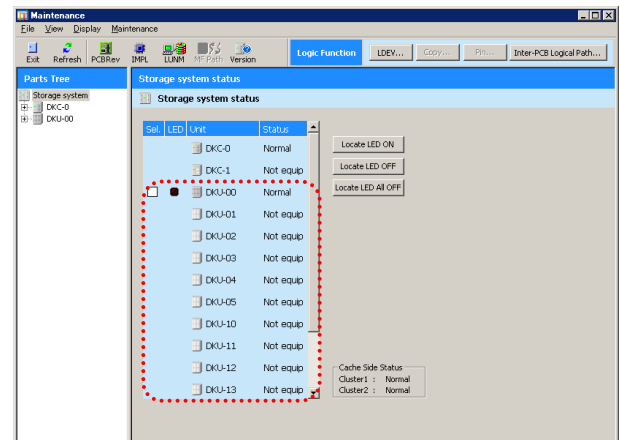 Maintenance
File View Display Maintenance
Exit Refresh PCBRev IMPL LUNM MF Path Version Logic Function LDEV... Copy... Pin... Inter-PCB Logical Path...
Parts Tree
Storage system
DKC-0
DKU-00
Storage system status
Storage system status
Sel. LED Unit Status
DKC-0 Normal
DKC-1 Not equip
DKU-00 Normal
DKU-01 Not equip
DKU-02 Not equip
DKU-03 Not equip
DKU-04 Not equip
DKU-05 Not equip
DKU-10 Not equip
DKU-11 Not equip
DKU-12 Not equip
DKU-13 Not equip
Locate LED ON
Locate LED OFF
Locate LED All OFF
Cache Side Status
Cluster1 : Normal
Cluster2 : Normal